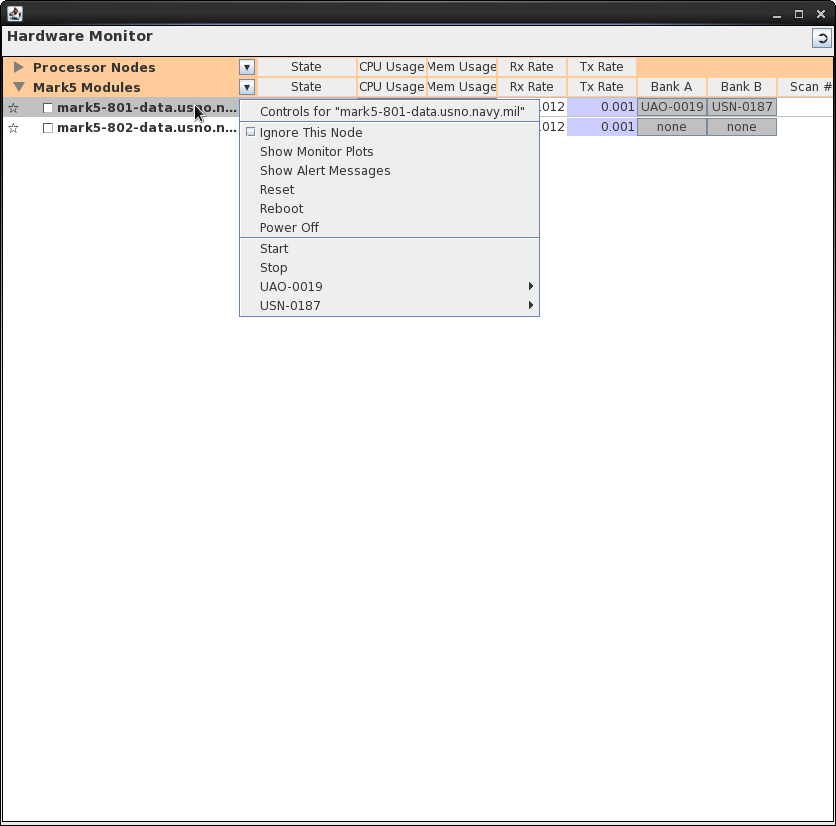 Hardware Monitor
Processor Nodes State CPU Usage Mem Usage Rx Rate Tx Rate
Mark5 Modules State CPU Usage Mem Usage Rx Rate Tx Rate Bank A Bank B Scan #
mark5-801-data.usno.n... .012 0.001 UAO-0019 USN-0187
mark5-802-data.usno.n... .012 0.001 none none
Controls for "mark5-801-data.usno.navy.mil"
Ignore This Node
Show Monitor Plots
Show Alert Messages
Reset
Reboot
Power Off
Start
Stop
UAO-0019
USN-0187